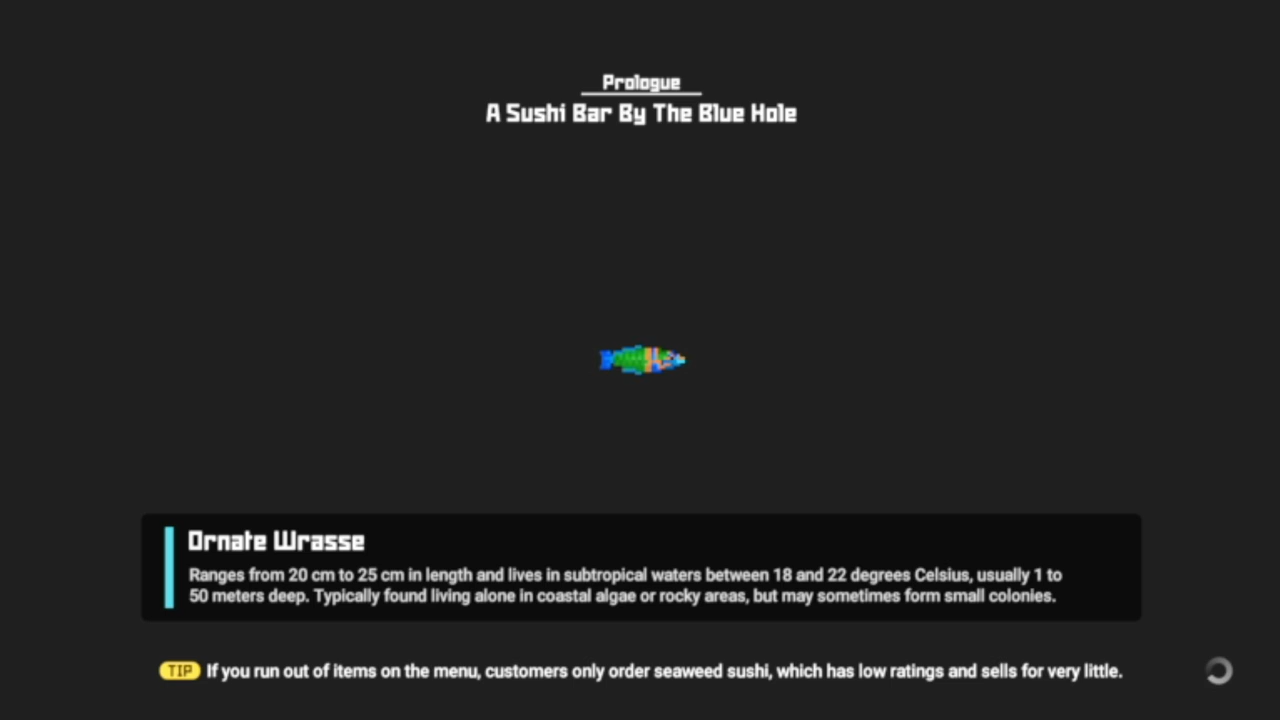 Prologue
A Sushi Bar By The Blue Hole
Ornate Wrasse
Ranges from 20 cm to 25 cm in length and lives in subtropical waters between 18 and 22 degrees Celsius, usually 1 to
50 meters deep. Typically found living alone in coastal algae or rocky areas, but may sometimes form small colonies.
TIP If you run out of items on the menu, customers only order seaweed sushi, which has low ratings and sells for very little.